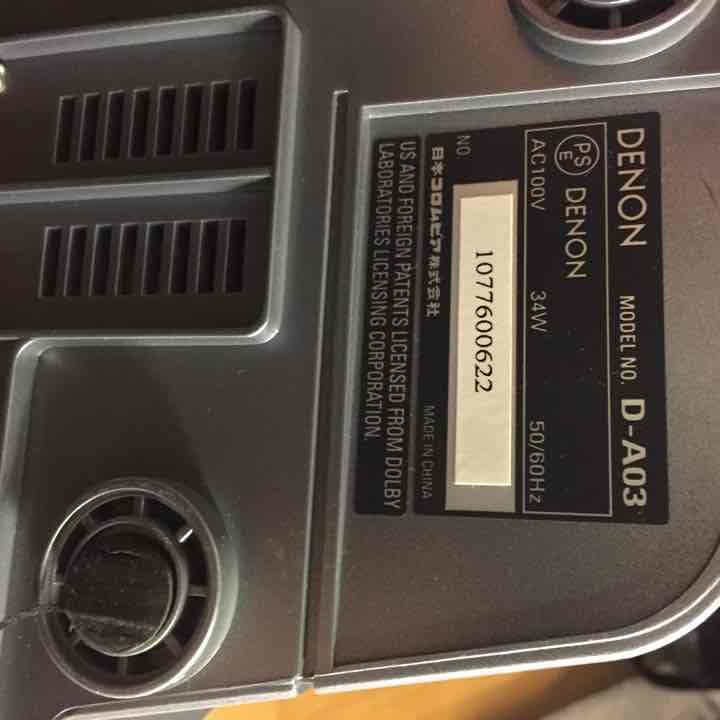 DENON MODEL NO. D-A03
PS E DENON
AC100V 34W 50/60Hz
NO. 1077600622
日本コロムビア株式会社 MADE IN CHINA
US AND FOREIGN PATENTS LICENSED FROM DOLBY
LABORATORIES LICENSING CORPORATION.